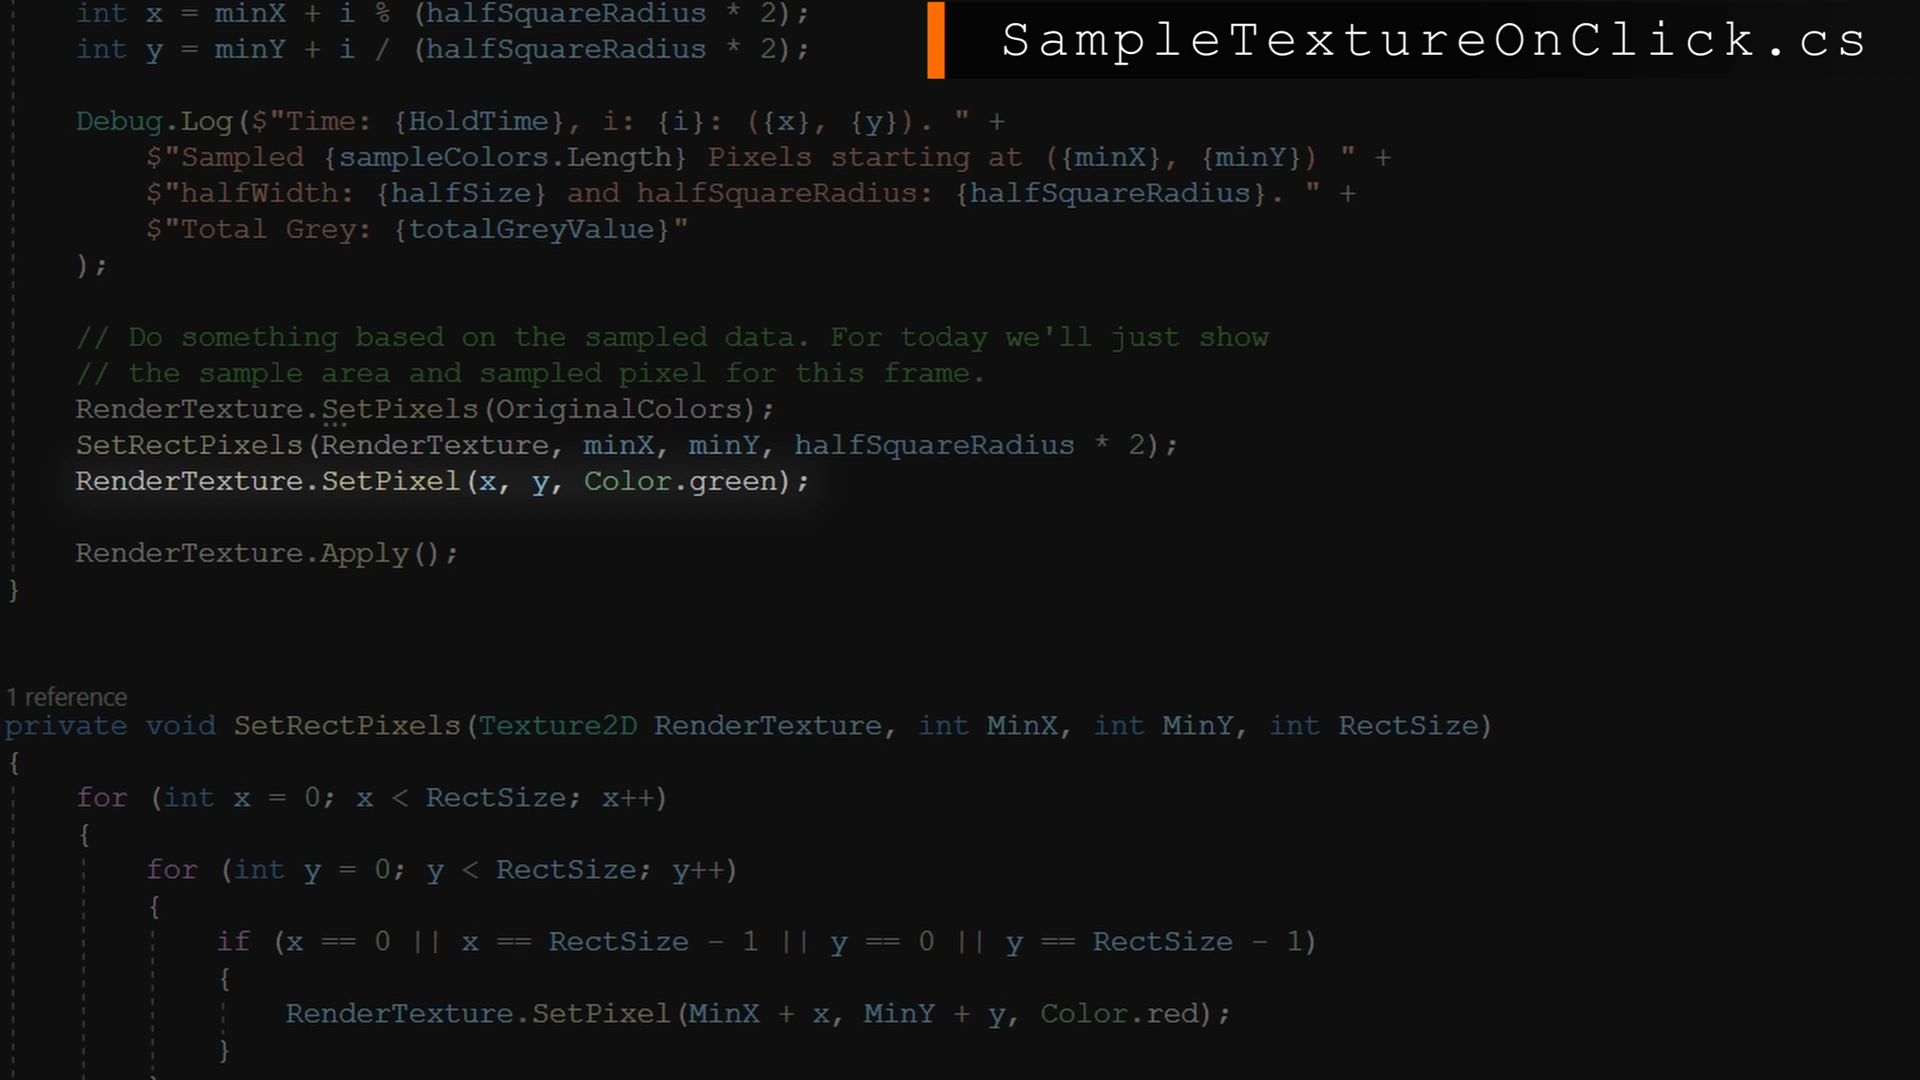 int x = minX + i % (halfSquareRadius * 2);
SampleTextureOnClick.cs
int y = minY + i / (halfSquareRadius * 2);
Debug.Log($"Time: {HoldTime}, i: {i}: ({x}, {y}). " +
$"Sampled {sampleColors.Length} Pixels starting at ({minX}, {minY}) " +
$"halfWidth: {halfSize} and halfSquareRadius: {halfSquareRadius}. " +
$"Total Grey: {totalGreyValue}"
);
// Do something based on the sampled data. For today we'll just show
// the sample area and sampled pixel for this frame.
RenderTexture.SetPixels(OriginalColors);
SetRectPixels(RenderTexture, minX, minY, halfSquareRadius * 2);
RenderTexture.SetPixel(x, y, Color.green);
RenderTexture.Apply();
}
1 reference
private void SetRectPixels(Texture2D RenderTexture, int MinX, int MinY, int RectSize)
{
for (int x = 0; x < RectSize; x++)
{
for (int y = 0; y < RectSize; y++)
{
if (x == 0 || x == RectSize - 1 || y == 0 || y == RectSize - 1)
{
RenderTexture.SetPixel(MinX + x, MinY + y, Color.red);
}